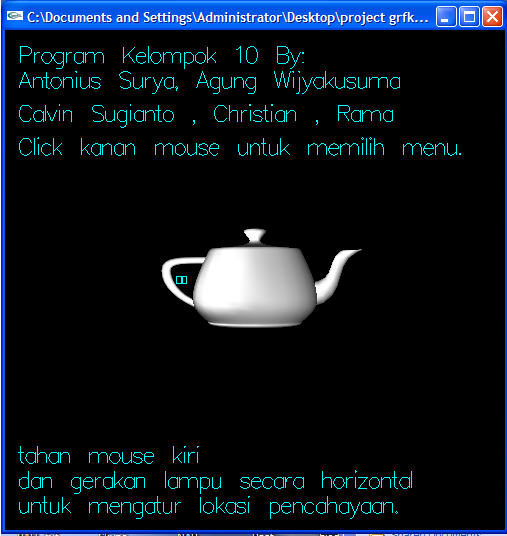 C:\Documents and Settings\Administrator\Desktop\project grfk...
Program Kelompok 10 By:
Antonius Surya, Agung Wijyakusuma
Calvin Sugianto , Christian , Rama
Click kanan mouse untuk memilih menu.
tahan mouse kiri
dan gerakan lampu secara horizontal
untuk mengatur lokasi pencahayaan.